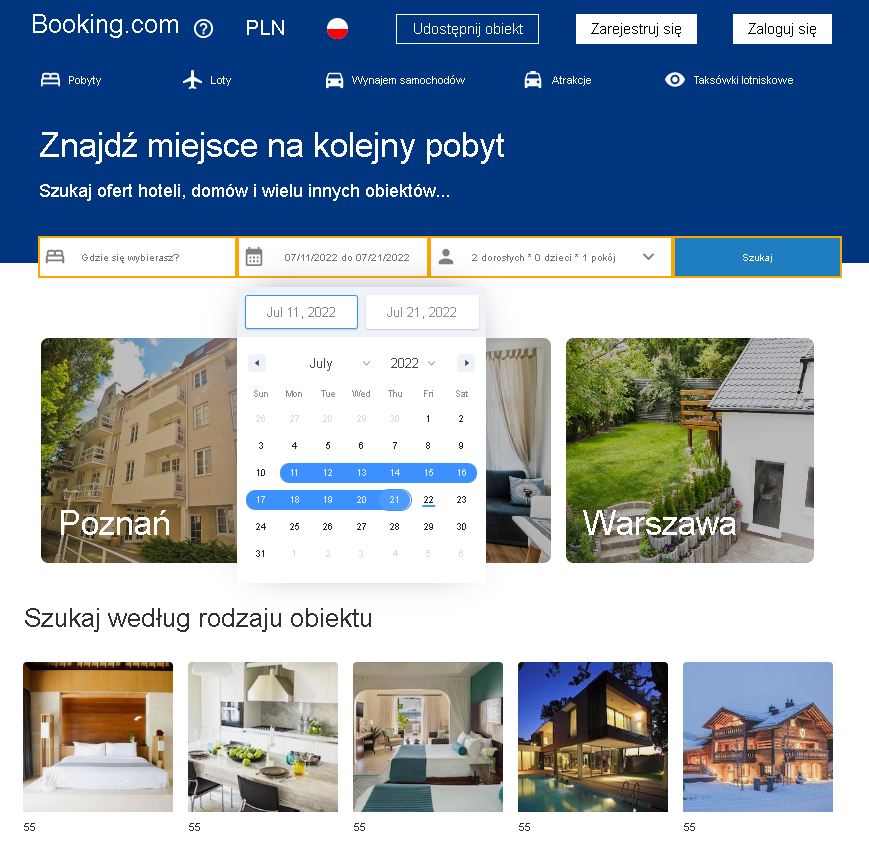 Booking.com
PLN
Udostępnij obiekt
Zarejestruj się
Zaloguj się
Pobyty
Loty
Wynajem samochodów
Atrakcje
Taksówki lotniskowe
Znajdź miejsce na kolejny pobyt
Szukaj ofert hoteli, domów i wielu innych obiektów...
Gdzie się wybierasz?
07/11/2022 do 07/21/2022
2 dorosłych * 0 dzieci * 1 pokój
Szukaj
Jul 11, 2022
Jul 21, 2022
July
2022
Sun Mon Tue Wed Thu Fri Sat
26 27 28 29 30 1 2
3 4 5 6 7 8 9
10 11 12 13 14 15 16
17 18 19 20 21 22 23
24 25 26 27 28 29 30
31 1 2 3 4 5 6
Poznań
Warszawa
Szukaj według rodzaju obiektu
55
55
55
55
55